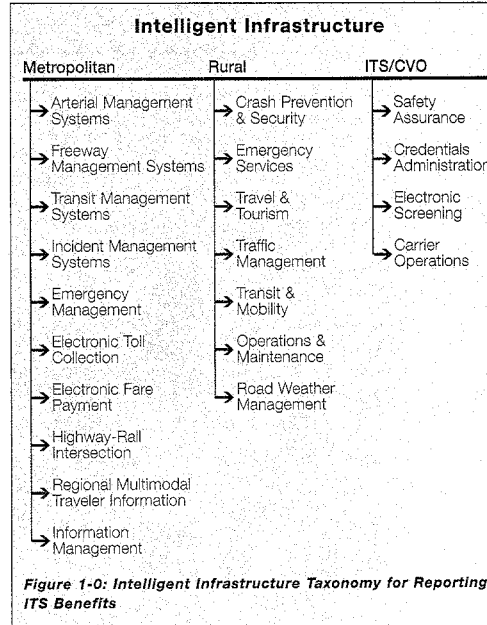 Intelligent Infrastructure
Metropolitan
Arterial Management
Systems
Freeway
Management Systems
Transit Management
Systems
Incident Management
Systems
Emergency
Management
Electronic Toll
Collection
Electronic Fare
Payment
Highway-Rail
Intersection
Regional Multimodal
Traveler Information
Information
Management
Rural
Crash Prevention
& Security
Emergency
Services
Travel &
Tourism
Traffic
Management
Transit &
Mobility
Operations &
Maintenance
Road Weather
Management
ITS/CVO
Safety
Assurance
Credentials
Administration
Electronic
Screening
Carrier
Operations
Figure 1-0: Intelligent Infrastructure Taxonomy for Reporting
ITS Benefits